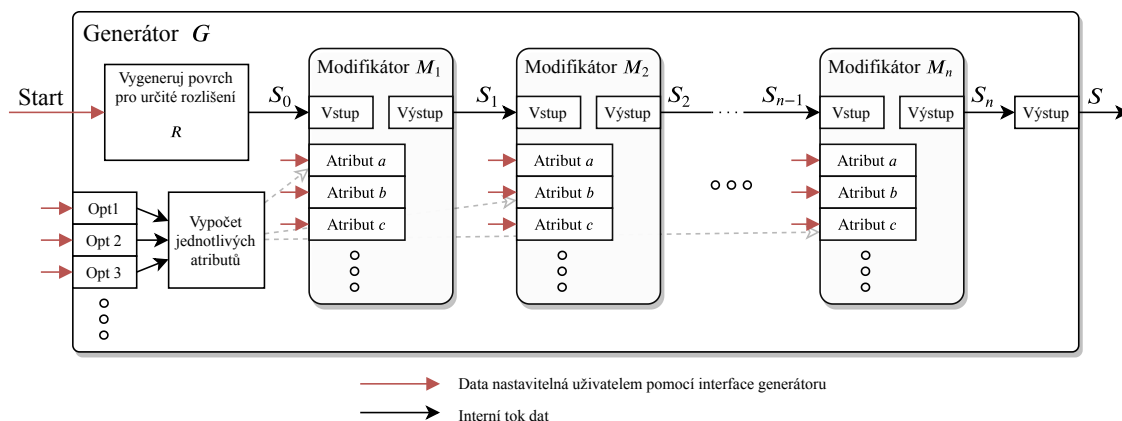 Generátor G
Start
Vygeneruj povrch
pro určité rozlišení
R
S0
Modifikátor M1
Vstup
Výstup
Atribut a
Atribut b
Atribut c
S1
Modifikátor M2
Vstup
Výstup
Atribut a
Atribut b
Atribut c
S2
Sn−1
Modifikátor Mn
Vstup
Výstup
Atribut a
Atribut b
Atribut c
Sn
Výstup
S
Opt1
Opt 2
Opt 3
Vypočet
jednotlivých
atributů
Data nastavitelná uživatelem pomocí interface generátoru
Interní tok dat